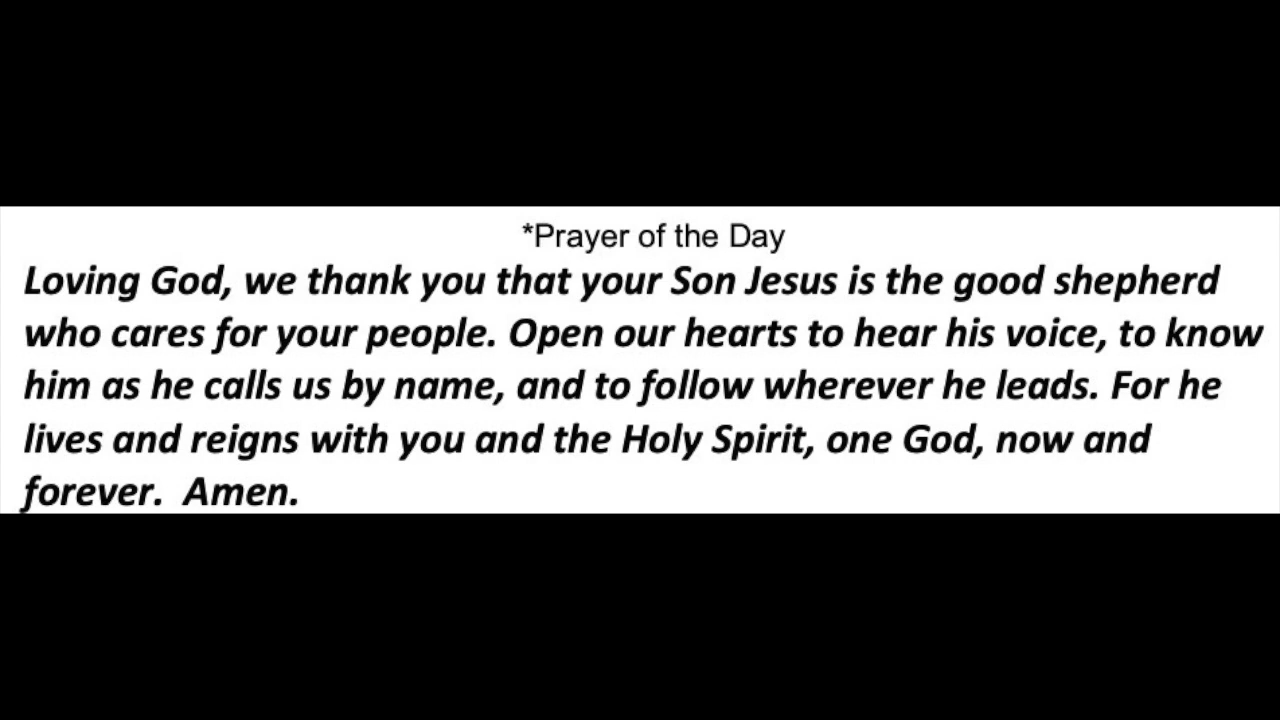 *Prayer of the Day
Loving God, we thank you that your Son Jesus is the good shepherd
who cares for your people. Open our hearts to hear his voice, to know
him as he calls us by name, and to follow wherever he leads. For he
lives and reigns with you and the Holy Spirit, one God, now and
forever.  Amen.